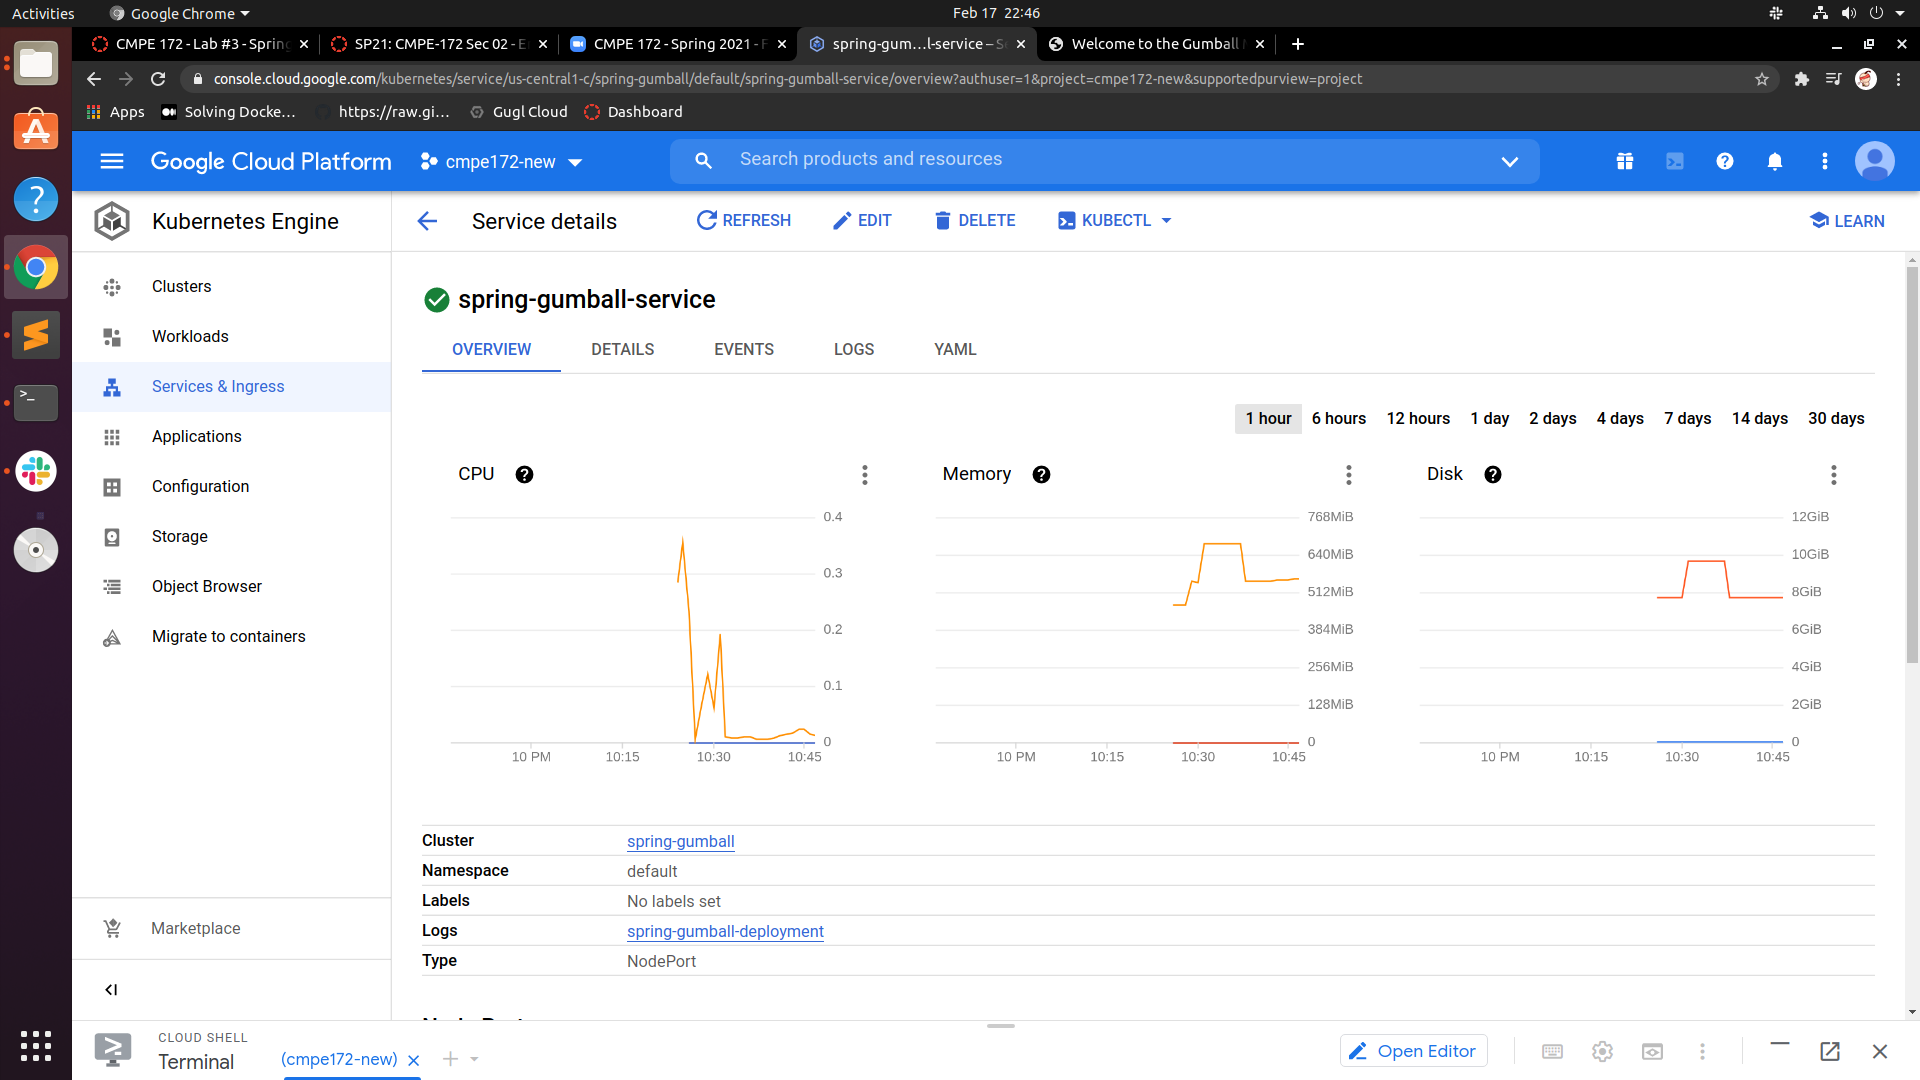 Activities
Google Chrome
Feb 17 22:46
CMPE 172 - Lab #3 - Spring
SP21: CMPE-172 Sec 02 - E
CMPE 172 - Spring 2021 - F
spring-gum...l-service – S
Welcome to the Gumball
console.cloud.google.com/kubernetes/service/us-central1-c/spring-gumball/default/spring-gumball-service/overview?authuser=1&project=cmpe172-new&supportedpurview=project
Apps
Solving Docke...
https://raw.gi...
Gugl Cloud
Dashboard
Google Cloud Platform
cmpe172-new
Search products and resources
Kubernetes Engine
Service details
REFRESH
EDIT
DELETE
KUBECTL
LEARN
Clusters
Workloads
Services & Ingress
Applications
Configuration
Storage
Object Browser
Migrate to containers
Marketplace
spring-gumball-service
OVERVIEW
DETAILS
EVENTS
LOGS
YAML
1 hour
6 hours
12 hours
1 day
2 days
4 days
7 days
14 days
30 days
CPU
0.4
0.3
0.2
0.1
0
10 PM
10:15
10:30
10:45
Memory
768MiB
640MiB
512MiB
384MiB
256MiB
128MiB
0
10 PM
10:15
10:30
10:45
Disk
12GiB
10GiB
8GiB
6GiB
4GiB
2GiB
0
10 PM
10:15
10:30
10:45
Cluster
spring-gumball
Namespace
default
Labels
No labels set
Logs
spring-gumball-deployment
Type
NodePort
CLOUD SHELL
Terminal
(cmpe172-new)
Open Editor